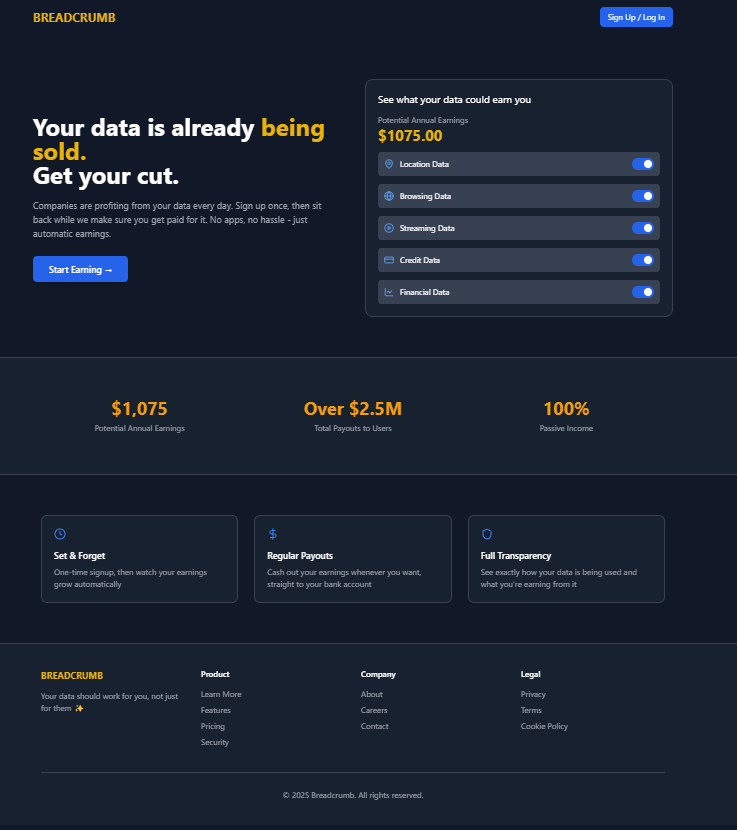 BREADCRUMB
Sign Up / Log In
Your data is already being
sold.
Get your cut.
Companies are profiting from your data every day. Sign up once, then sit
back while we make sure you get paid for it. No apps, no hassle - just
automatic earnings.
Start Earning →
See what your data could earn you
Potential Annual Earnings
$1075.00
Location Data
Browsing Data
Streaming Data
Credit Data
Financial Data
$1,075
Potential Annual Earnings
Over $2.5M
Total Payouts to Users
100%
Passive Income
Set & Forget
One-time signup, then watch your earnings
grow automatically
Regular Payouts
Cash out your earnings whenever you want,
straight to your bank account
Full Transparency
See exactly how your data is being used and
what you're earning from it
BREADCRUMB
Your data should work for you, not just
for them ✨
Product
Learn More
Features
Pricing
Security
Company
About
Careers
Contact
Legal
Privacy
Terms
Cookie Policy
© 2025 Breadcrumb. All rights reserved.